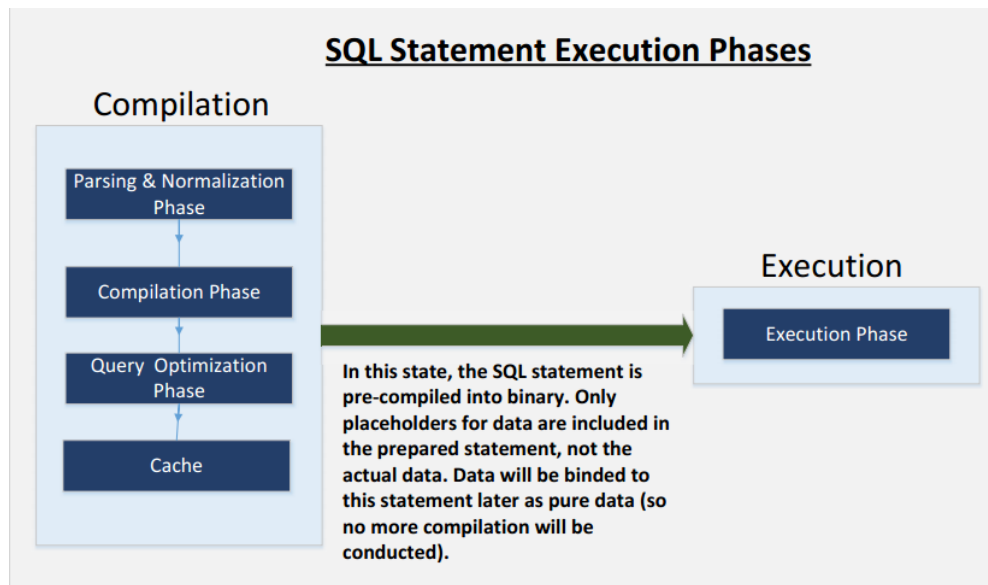 SQL Statement Execution Phases
Compilation
Parsing & Normalization
Phase
Compilation Phase
Query Optimization
Phase
Cache
In this state, the SQL statement is
pre-compiled into binary. Only
placeholders for data are included in
the prepared statement, not the
actual data. Data will be binded to
this statement later as pure data (so
no more compilation will be
conducted).
Execution
Execution Phase